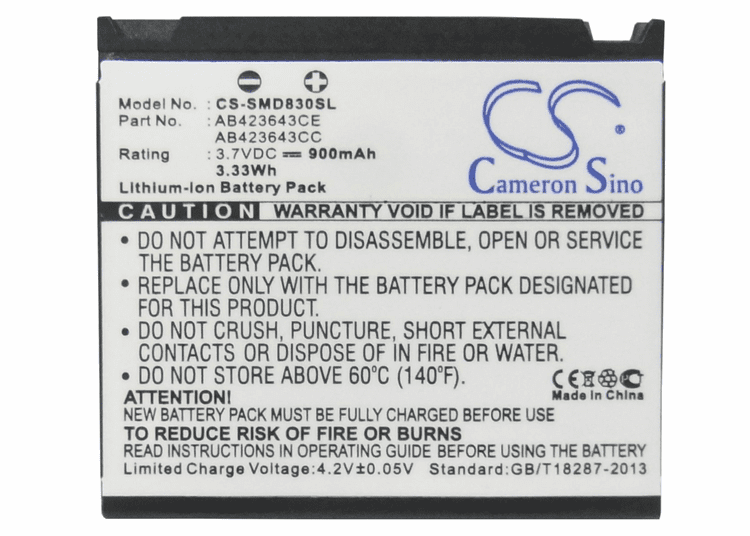 Model No. : CS-SMD830SL
Part No. : AB423643CE
AB423643CC
Rating : 3.7VDC ⎓ 900mAh
3.33Wh
Lithium-Ion Battery Pack
CS
Cameron Sino
®
CAUTION WARRANTY VOID IF LABEL IS REMOVED
• DO NOT ATTEMPT TO DISASSEMBLE, OPEN OR SERVICE
THE BATTERY PACK.
• REPLACE ONLY WITH THE BATTERY PACK DESIGNATED
FOR THIS PRODUCT.
• DO NOT CRUSH, PUNCTURE, SHORT EXTERNAL
CONTACTS OR DISPOSE OF IN FIRE OR WATER.
• DO NOT STORE ABOVE 60°C (140°F).
CE
Made In China
ATTENTION!
NEW BATTERY PACK MUST BE FULLY CHARGED BEFORE USE
TO REDUCE RISK OF FIRE OR BURNS
READ INSTRUCTIONS OF CHARGING GUIDE BEFORE USING THE BATTERY
Limited Charge Voltage:4.2V±0.05V Standard:GB/T18287-2013